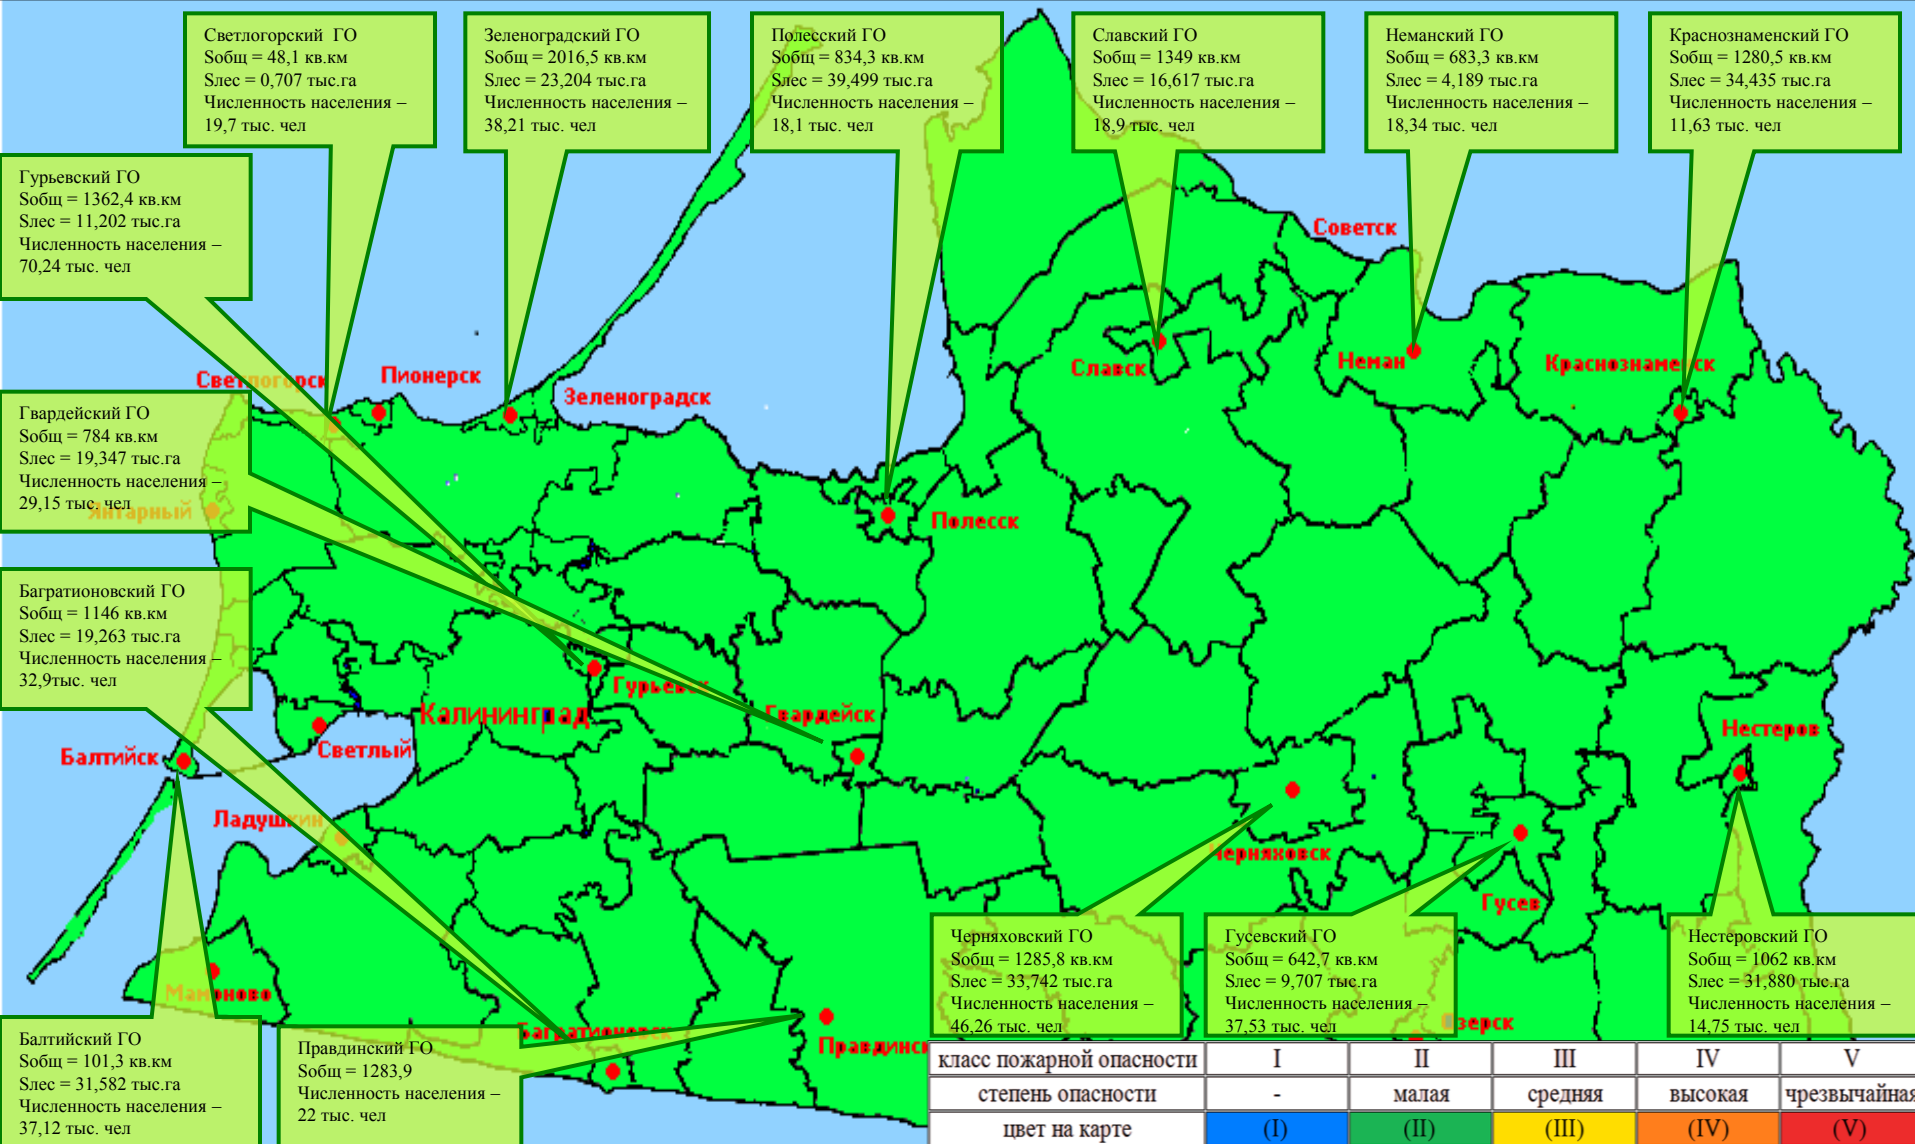 Светлогорский ГО
Sобщ = 48,1 кв.км
Sлес = 0,707 тыс.га
Численность населения –
19,7 тыс. чел
Зеленоградский ГО
Sобщ = 2016,5 кв.км
Sлес = 23,204 тыс.га
Численность населения –
38,21 тыс. чел
Полесский ГО
Sобщ = 834,3 кв.км
Sлес = 39,499 тыс.га
Численность населения –
18,1 тыс. чел
Славский ГО
Sобщ = 1349 кв.км
Sлес = 16,617 тыс.га
Численность населения –
18,9 тыс. чел
Неманский ГО
Sобщ = 683,3 кв.км
Sлес = 4,189 тыс.га
Численность населения –
18,34 тыс. чел
Краснознаменский ГО
Sобщ = 1280,5 кв.км
Sлес = 34,435 тыс.га
Численность населения –
11,63 тыс. чел
Гурьевский ГО
Sобщ = 1362,4 кв.км
Sлес = 11,202 тыс.га
Численность населения –
70,24 тыс. чел
Советск
Славск
Неман
Краснознаменск
Светлогорск
Пионерск
Зеленоградск
Гвардейский ГО
Sобщ = 784 кв.км
Sлес = 19,347 тыс.га
Численность населения –
29,15 тыс. чел
Янтарный
Полесск
Багратионовский ГО
Sобщ = 1146 кв.км
Sлес = 19,263 тыс.га
Численность населения –
32,9тыс. чел
Гурьевск
Калининград
Гвардейск
Нестеров
Балтийск
Светлый
Ладушкин
Черняховск
Гусев
Мамоново
Багратионовск
Правдинск
Озерск
Черняховский ГО
Sобщ = 1285,8 кв.км
Sлес = 33,742 тыс.га
Численность населения –
46,26 тыс. чел
Гусевский ГО
Sобщ = 642,7 кв.км
Sлес = 9,707 тыс.га
Численность населения –
37,53 тыс. чел
Нестеровский ГО
Sобщ = 1062 кв.км
Sлес = 31,880 тыс.га
Численность населения –
14,75 тыс. чел
Балтийский ГО
Sобщ = 101,3 кв.км
Sлес = 31,582 тыс.га
Численность населения –
37,12 тыс. чел
Правдинский ГО
Sобщ = 1283,9
Численность населения –
22 тыс. чел
класс пожарной опасности I II III IV V
степень опасности - малая средняя высокая чрезвычайная
цвет на карте (I) (II) (III) (IV) (V)